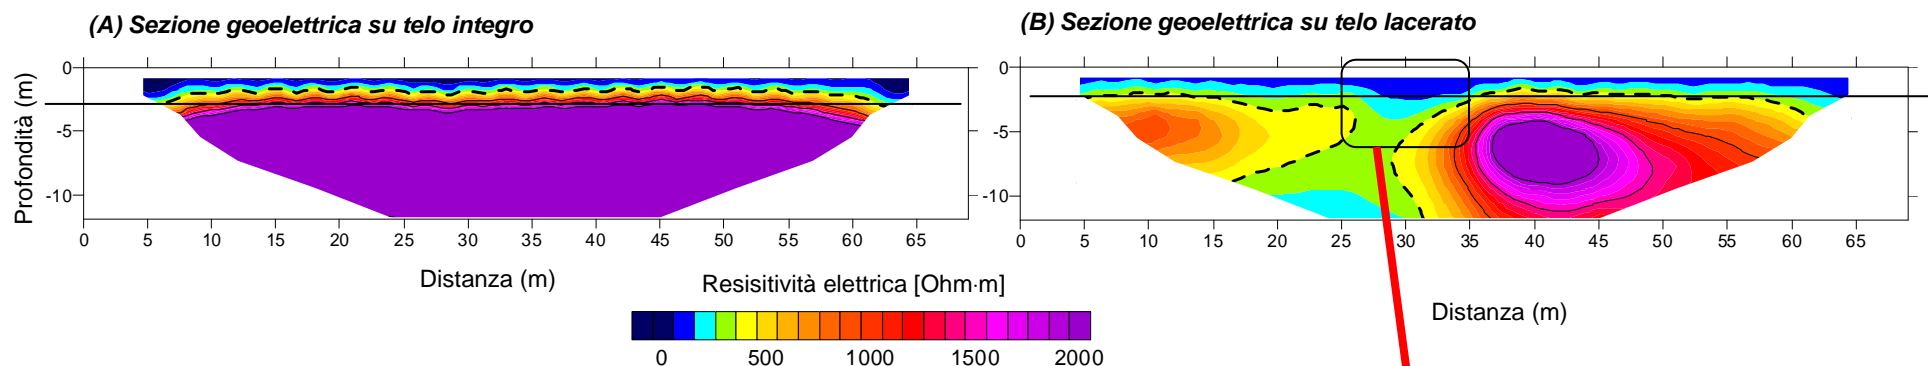 (A) Sezione geoelettrica su telo integro
(B) Sezione geoelettrica su telo lacerato
Profondità (m)
0
-5
-10
0 5 10 15 20 25 30 35 40 45 50 55 60 65
Distanza (m)
0
-5
-10
0 5 10 15 20 25 30 35 40 45 50 55 60 65
Distanza (m)
Resisitività elettrica [Ohm·m]
0 500 1000 1500 2000